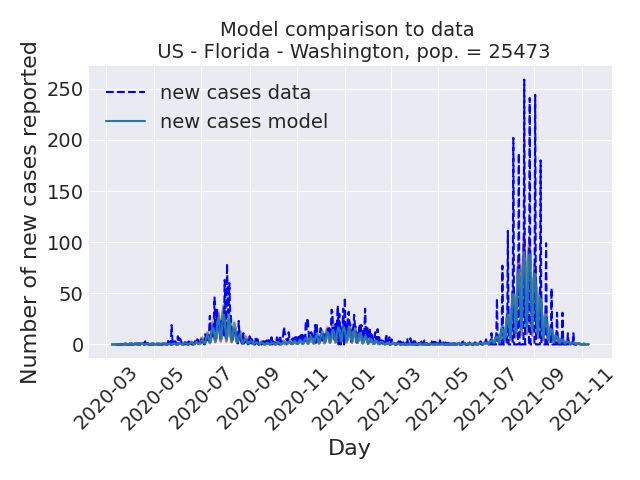 Model comparison to data
US - Florida - Washington, pop. = 25473
Number of new cases reported
250
200
150
100
50
0
new cases data
new cases model
2020-03
2020-05
2020-07
2020-09
2020-11
2021-01
2021-03
2021-05
2021-07
2021-09
2021-11
Day